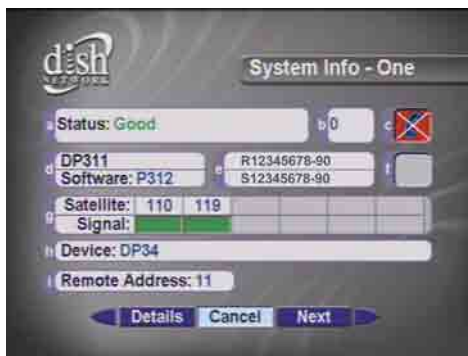 dish
NETWORK
System Info - One
a Status: Good
b 0
c
d DP311
Software: P312
e R12345678-90
S12345678-90
f
g Satellite: 110 119
Signal:
h Device: DP34
i Remote Address: 11
Details Cancel Next